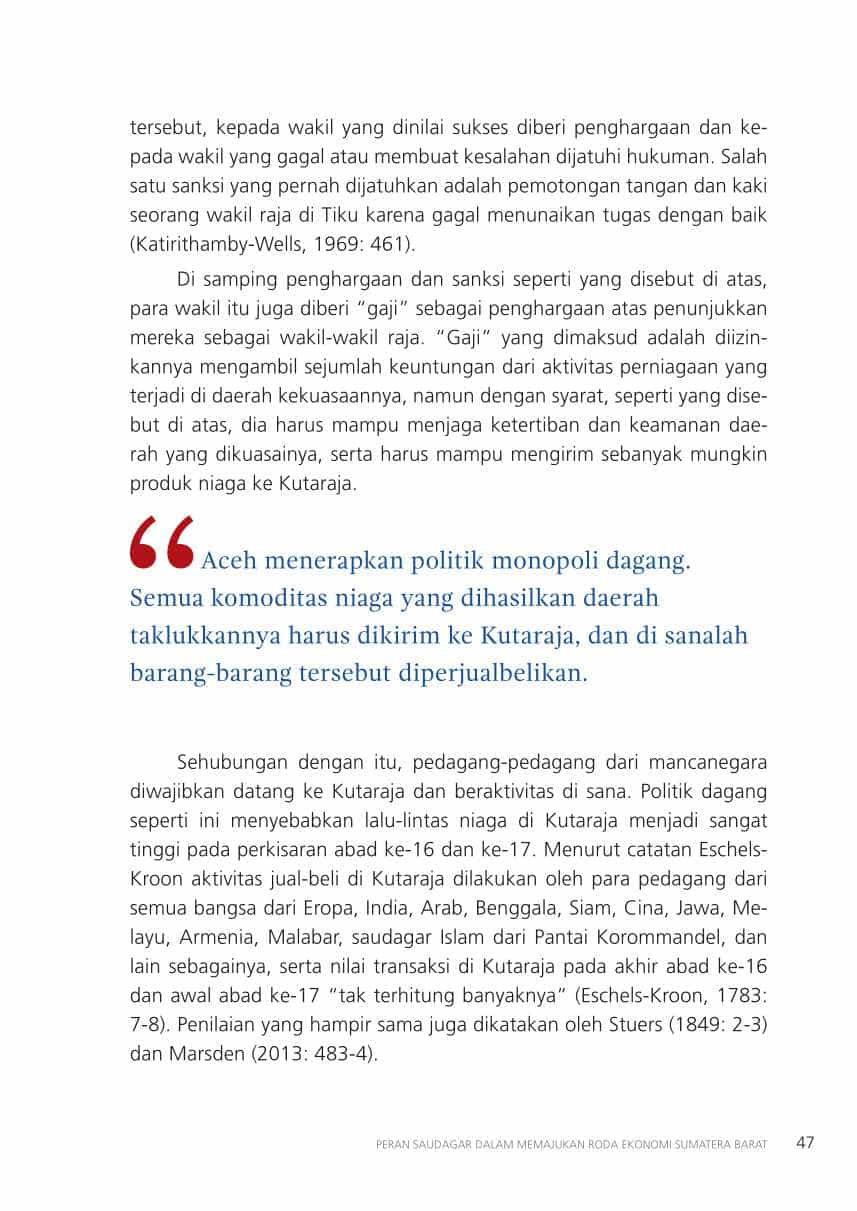 tersebut, kepada wakil yang dinilai sukses diberi penghargaan dan ke-
pada wakil yang gagal atau membuat kesalahan dijatuhi hukuman. Salah
satu sanksi yang pernah dijatuhkan adalah pemotongan tangan dan kaki
seorang wakil raja di Tiku karena gagal menunaikan tugas dengan baik
(Katirithamby-Wells, 1969: 461).
Di samping penghargaan dan sanksi seperti yang disebut di atas,
para wakil itu juga diberi “gaji” sebagai penghargaan atas penunjukkan
mereka sebagai wakil-wakil raja. “Gaji” yang dimaksud adalah diizin-
kannya mengambil sejumlah keuntungan dari aktivitas perniagaan yang
terjadi di daerah kekuasaannya, namun dengan syarat, seperti yang dise-
but di atas, dia harus mampu menjaga ketertiban dan keamanan dae-
rah yang dikuasainya, serta harus mampu mengirim sebanyak mungkin
produk niaga ke Kutaraja.
“Aceh menerapkan politik monopoli dagang.
Semua komoditas niaga yang dihasilkan daerah
taklukkannya harus dikirim ke Kutaraja, dan di sanalah
barang-barang tersebut diperjualbelikan.
Sehubungan dengan itu, pedagang-pedagang dari mancanegara
diwajibkan datang ke Kutaraja dan beraktivitas di sana. Politik dagang
seperti ini menyebabkan lalu-lintas niaga di Kutaraja menjadi sangat
tinggi pada perkisaran abad ke-16 dan ke-17. Menurut catatan Eschels-
Kroon aktivitas jual-beli di Kutaraja dilakukan oleh para pedagang dari
semua bangsa dari Eropa, India, Arab, Benggala, Siam, Cina, Jawa, Me-
layu, Armenia, Malabar, saudagar Islam dari Pantai Korommandel, dan
lain sebagainya, serta nilai transaksi di Kutaraja pada akhir abad ke-16
dan awal abad ke-17 “tak terhitung banyaknya” (Eschels-Kroon, 1783:
7-8). Penilaian yang hampir sama juga dikatakan oleh Stuers (1849: 2-3)
dan Marsden (2013: 483-4).
PERAN SAUDAGAR DALAM MEMAJUKAN RODA EKONOMI SUMATERA BARAT 47